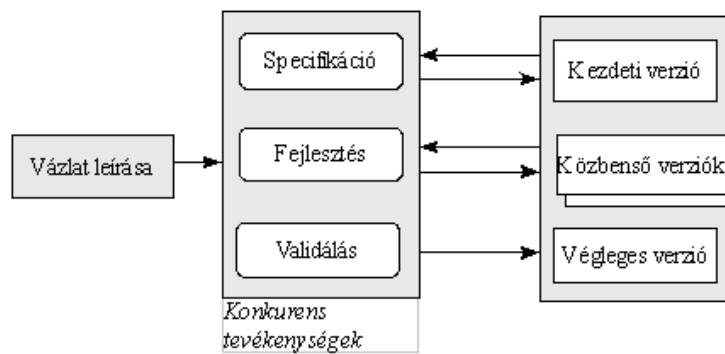 Specifikáció
Kezdeti verzió
Vázlat leírása
Fejlesztés
Közbenső verziók
Validálás
Végleges verzió
Konkurens
tevékenységek